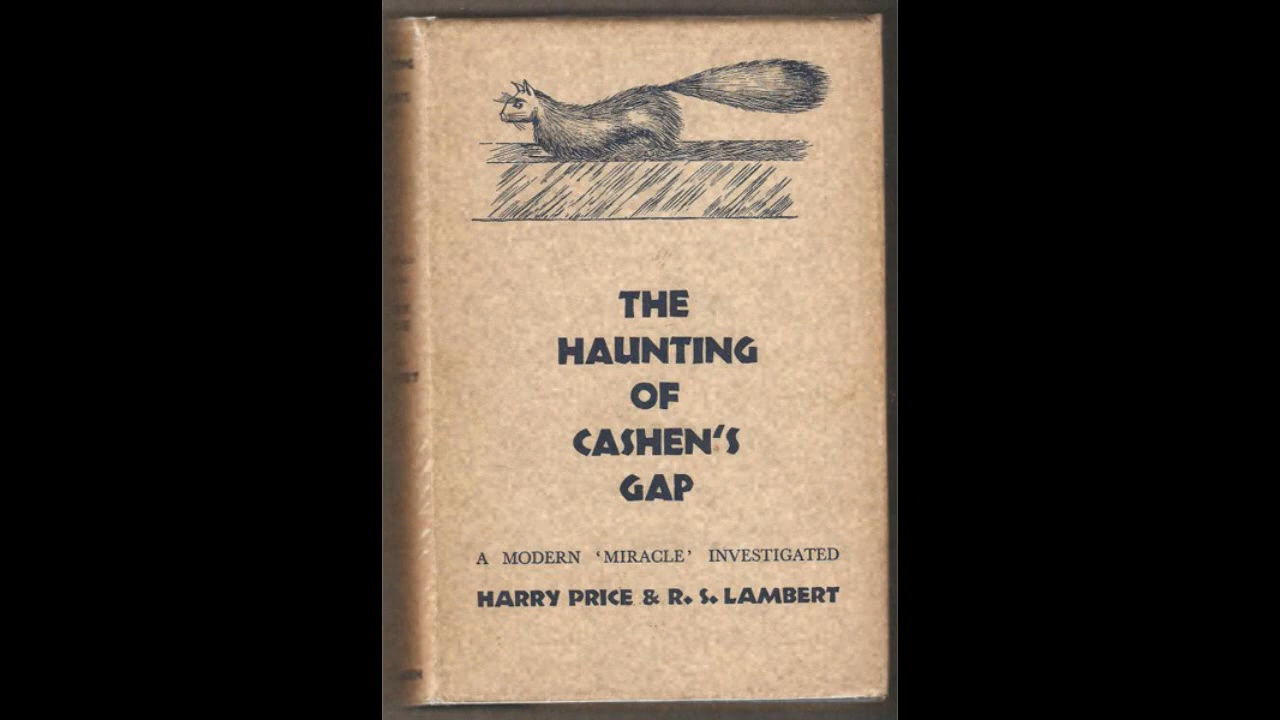 THE
HAUNTING
OF
CASHEN'S
GAP
A MODERN ‘MIRACLE’ INVESTIGATED
HARRY PRICE & R. S. LAMBERT